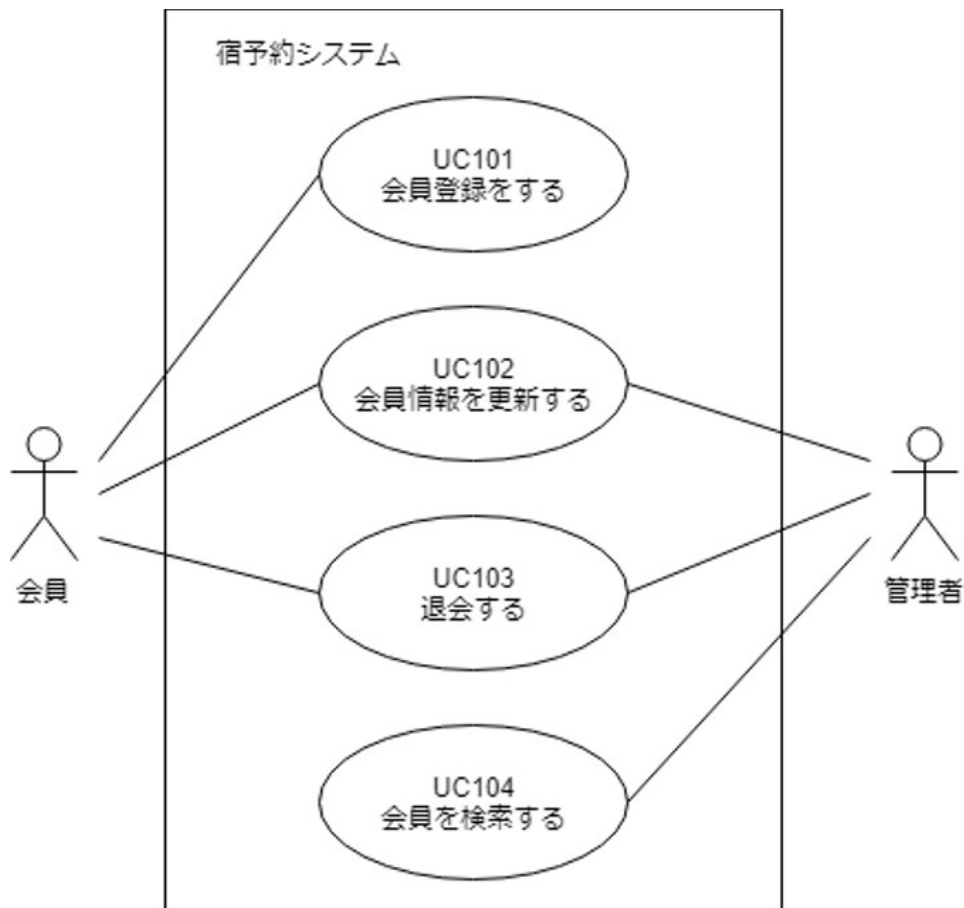 宿予約システム
UC101
会員登録をする
UC102
会員情報を更新する
会員
管理者
UC103
退会する
UC104
会員を検索する